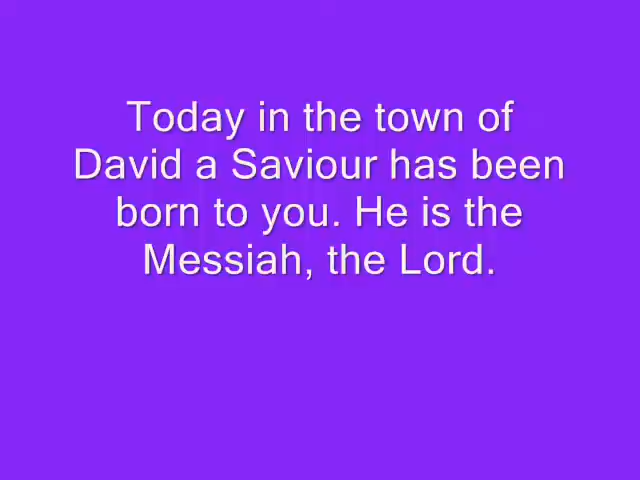 Today in the town of
David a Saviour has been
born to you. He is the
Messiah, the Lord.